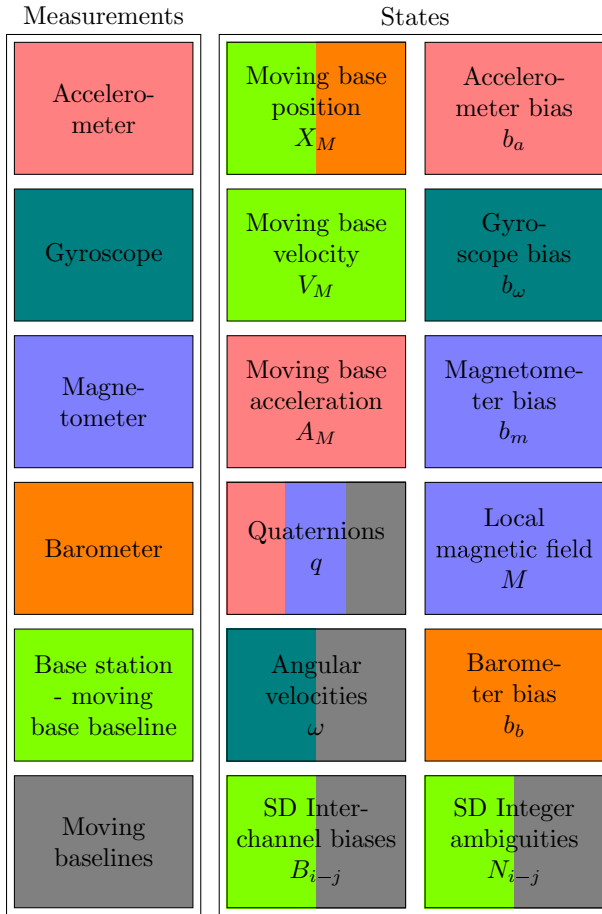 Measurements
States
Accelero-
meter
Moving base
position
X_M
Accelero-
meter bias
b_a
Gyroscope
Moving base
velocity
V_M
Gyro-
scope bias
b_ω
Magne-
tometer
Moving base
acceleration
A_M
Magnetome-
ter bias
b_m
Barometer
Quaternions
q
Local
magnetic field
M
Base station
- moving
base baseline
Angular
velocities
ω
Barome-
ter bias
b_b
Moving
baselines
SD Inter-
channel biases
B_{i-j}
SD Integer
ambiguities
N_{i-j}